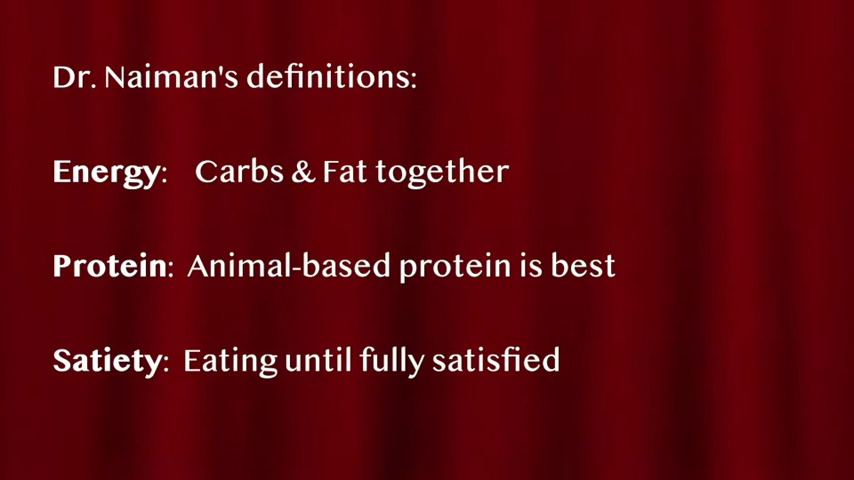 Dr. Naiman's definitions:
Energy: Carbs & Fat together
Protein: Animal-based protein is best
Satiety: Eating until fully satisfied